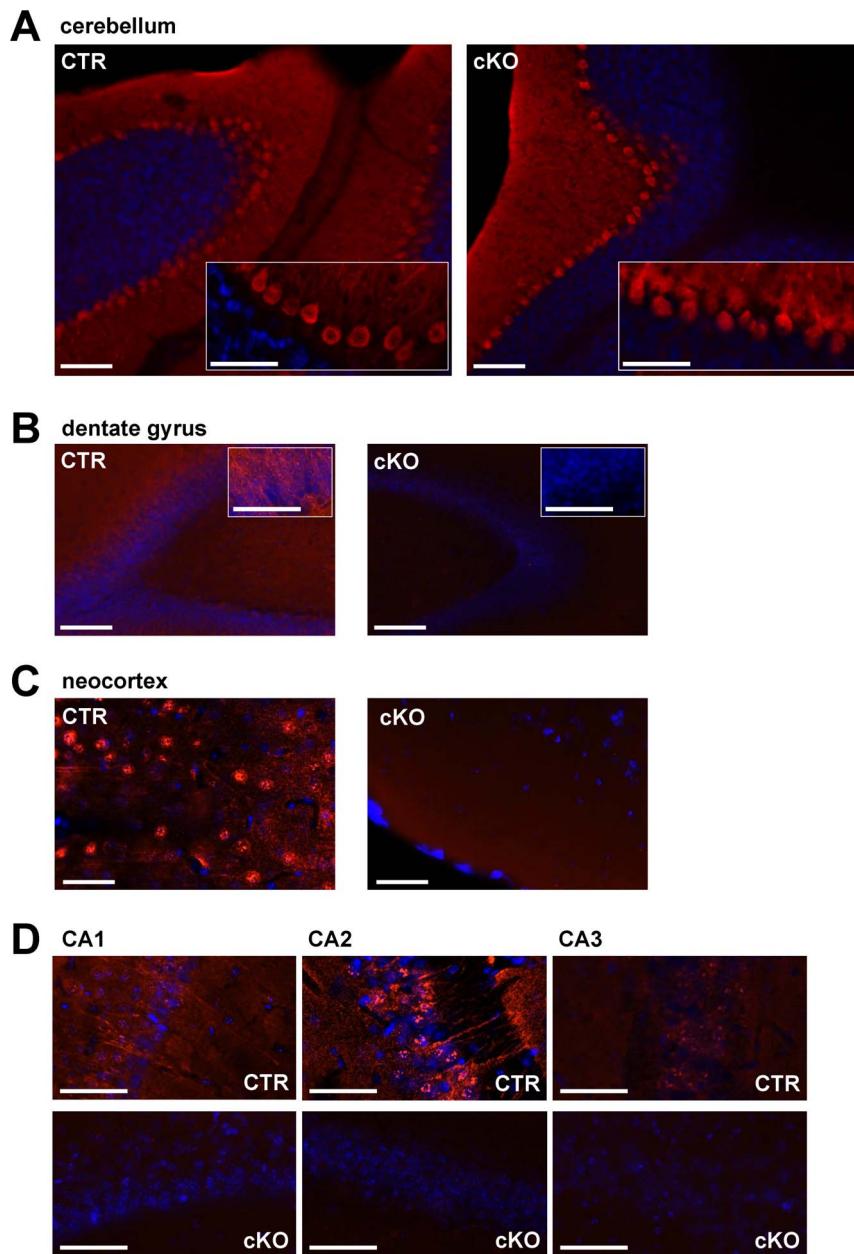 A cerebellum
CTR cKO
B dentate gyrus
CTR cKO
C neocortex
CTR cKO
D CA1 CA2 CA3
CTR CTR CTR
cKO cKO cKO